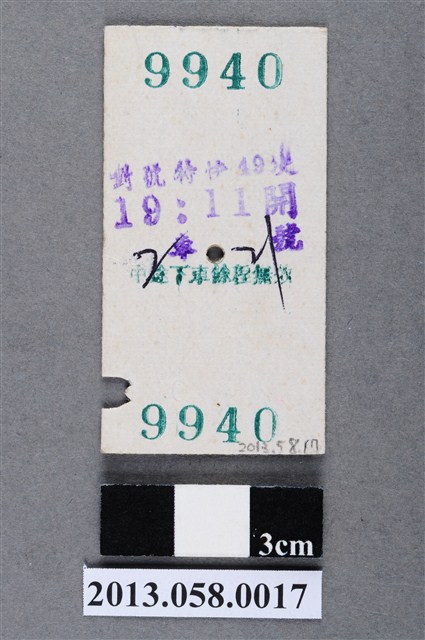 9940
對號特快49次
19:11開
車 號
中途下車餘程無效
9940
2013.58.17
3cm
2013.058.0017